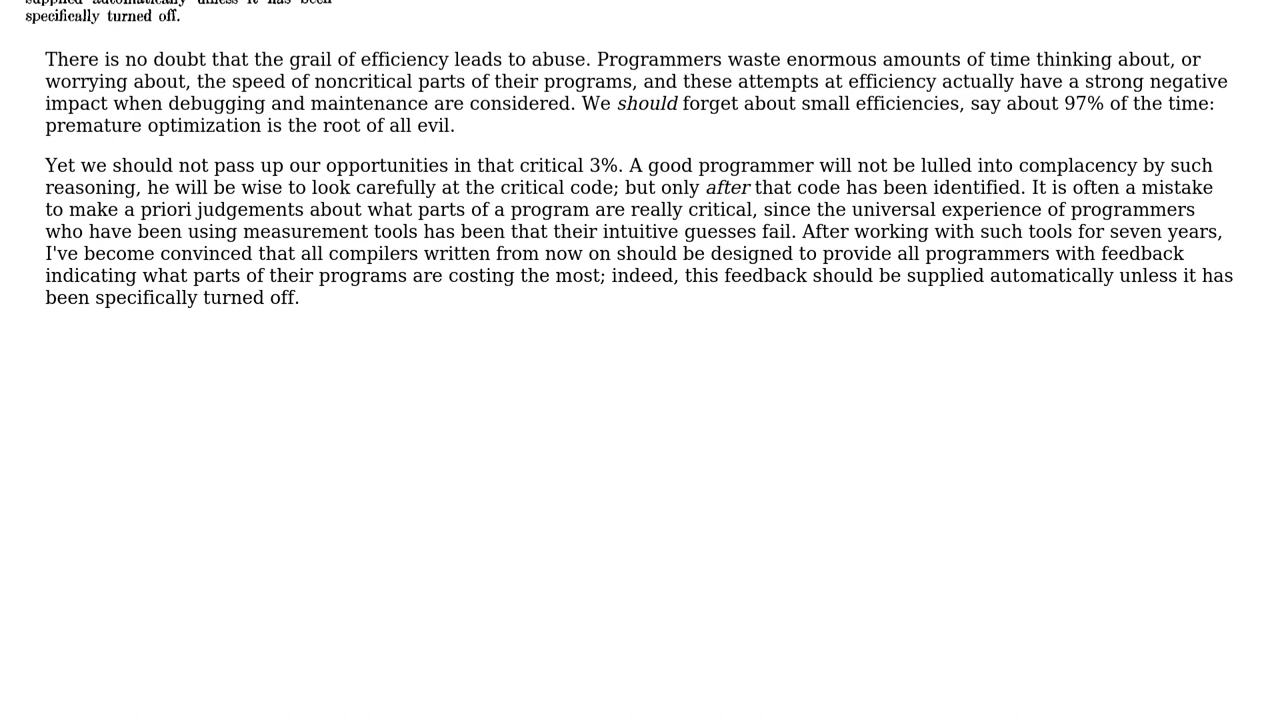 supplied automatically unless it has been
specifically turned off.
There is no doubt that the grail of efficiency leads to abuse. Programmers waste enormous amounts of time thinking about, or
worrying about, the speed of noncritical parts of their programs, and these attempts at efficiency actually have a strong negative
impact when debugging and maintenance are considered. We should forget about small efficiencies, say about 97% of the time:
premature optimization is the root of all evil.
Yet we should not pass up our opportunities in that critical 3%. A good programmer will not be lulled into complacency by such
reasoning, he will be wise to look carefully at the critical code; but only after that code has been identified. It is often a mistake
to make a priori judgements about what parts of a program are really critical, since the universal experience of programmers
who have been using measurement tools has been that their intuitive guesses fail. After working with such tools for seven years,
I've become convinced that all compilers written from now on should be designed to provide all programmers with feedback
indicating what parts of their programs are costing the most; indeed, this feedback should be supplied automatically unless it has
been specifically turned off.